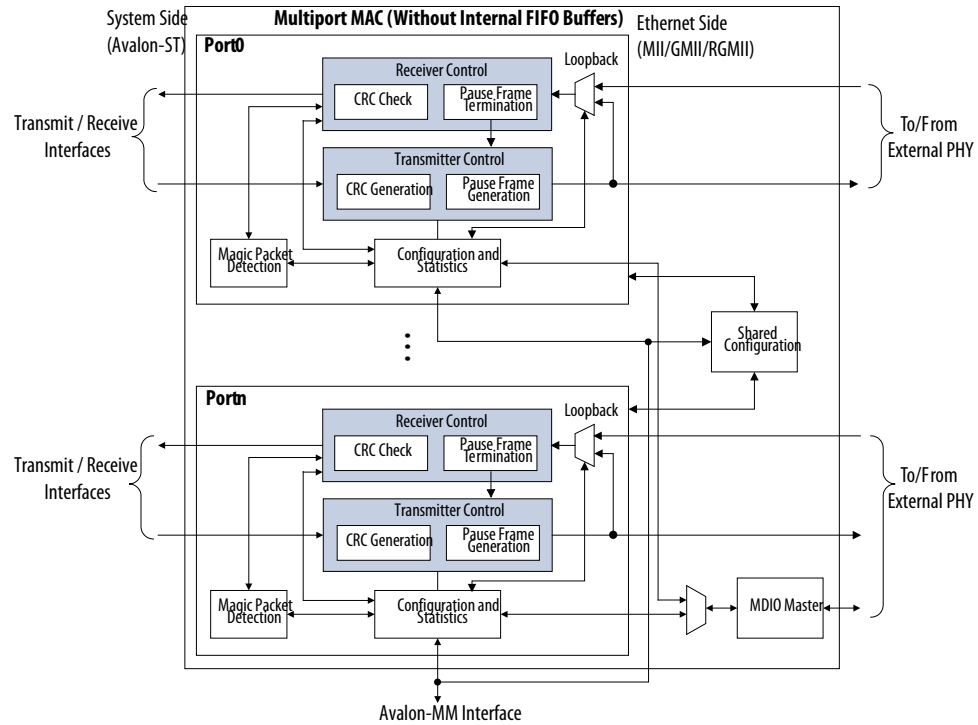 System Side
(Avalon-ST)
Multiport MAC (Without Internal FIFO Buffers)
Ethernet Side
(MII/GMII/RGMII)
Port0
Receiver Control
Loopback
CRC Check
Pause Frame
Termination
Transmit / Receive
Interfaces
To/From
External PHY
Transmitter Control
CRC Generation
Pause Frame
Generation
Magic Packet
Detection
Configuration and
Statistics
Shared
Configuration
Portn
Receiver Control
Loopback
CRC Check
Pause Frame
Termination
Transmit / Receive
Interfaces
To/From
External PHY
Transmitter Control
CRC Generation
Pause Frame
Generation
Magic Packet
Detection
Configuration and
Statistics
MDIO Master
Avalon-MM Interface